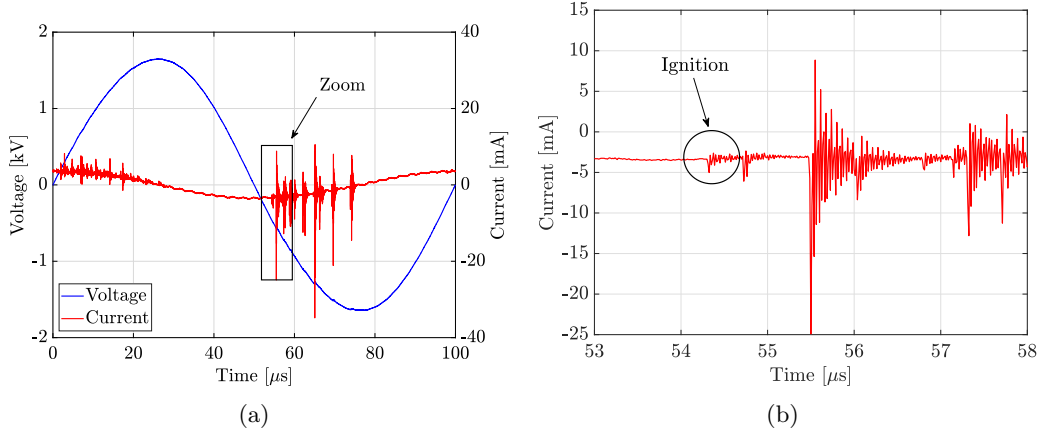 2
1
0
-1
-2
Voltage [kV]
40
20
0
-20
-40
Current [mA]
0
20
40
60
80
100
Time [μs]
Zoom
Voltage
Current
(a)
15
10
5
0
-5
-10
-15
-20
-25
Current [mA]
53
54
55
56
57
58
Time [μs]
Ignition
(b)